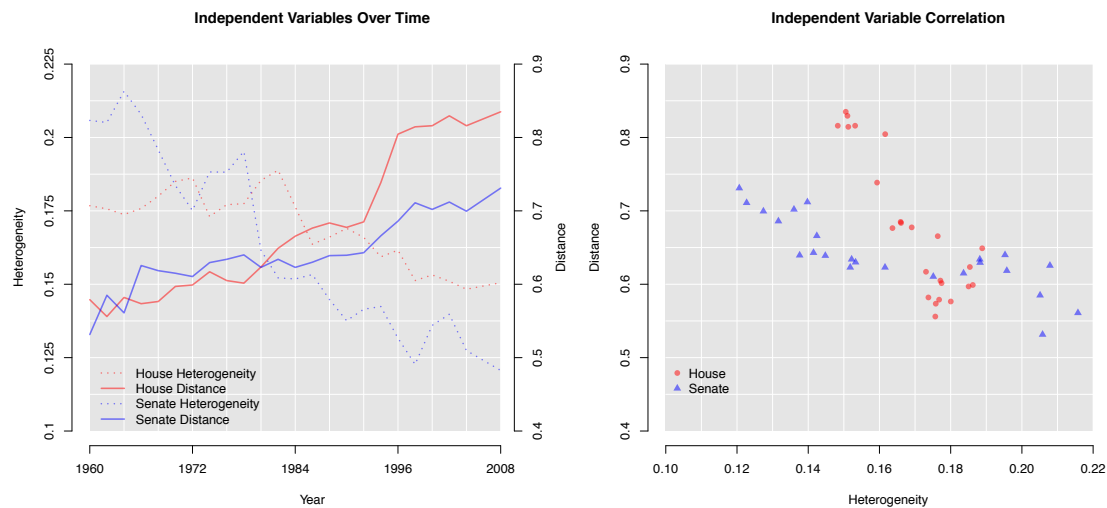 Independent Variables Over Time
Heterogeneity
0.225
0.2
0.175
0.15
0.125
0.1
0.9
0.8
0.7
0.6
0.5
0.4
Distance
House Heterogeneity
House Distance
Senate Heterogeneity
Senate Distance
1960 1972 1984 1996 2008
Year
Independent Variable Correlation
Distance
0.9
0.8
0.7
0.6
0.5
0.4
House
Senate
0.10 0.12 0.14 0.16 0.18 0.20 0.22
Heterogeneity